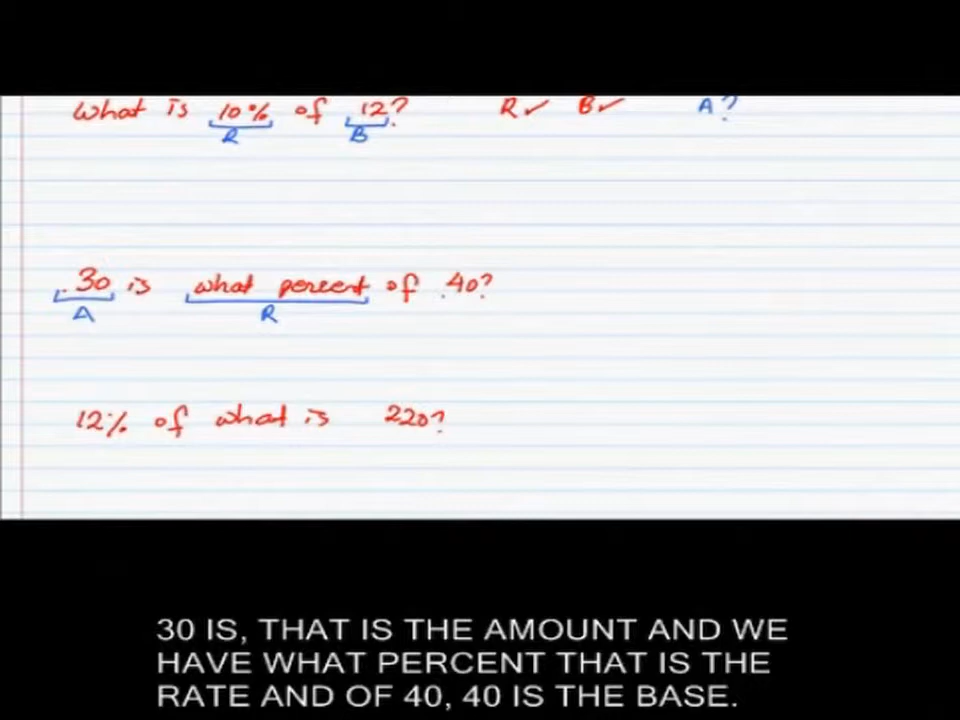 What is 10% of 12? R✓ B✓ A?
R B
30 is what percent of 40?
A R
12% of what is 220?
30 IS, THAT IS THE AMOUNT AND WE
HAVE WHAT PERCENT THAT IS THE
RATE AND OF 40, 40 IS THE BASE.